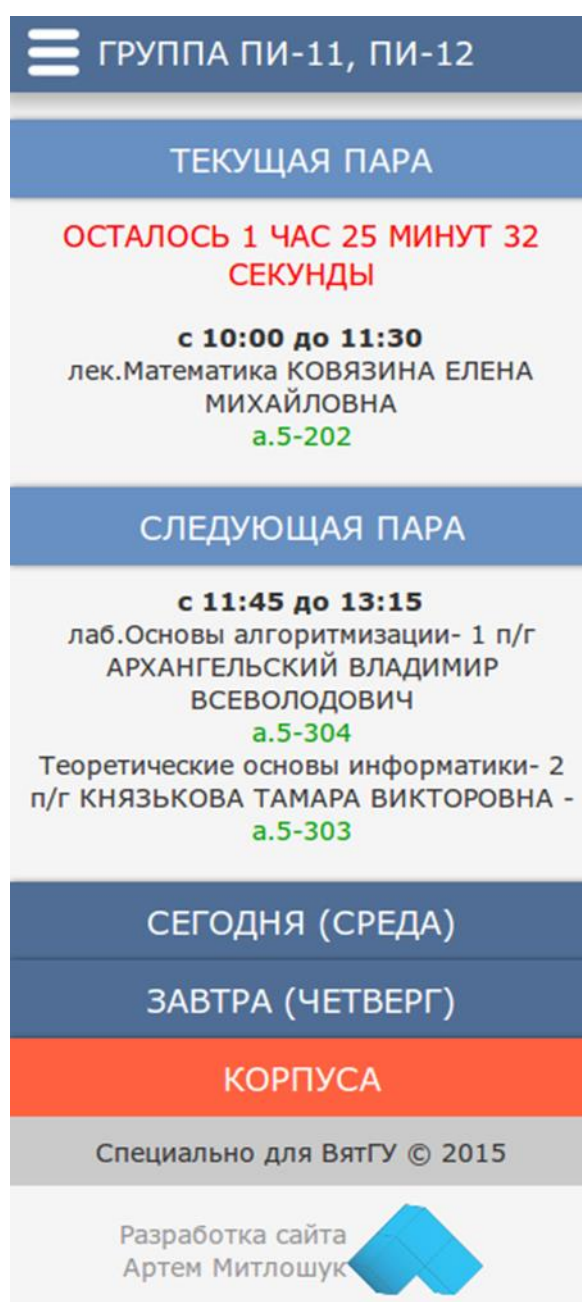 ГРУППА ПИ-11, ПИ-12
ТЕКУЩАЯ ПАРА
ОСТАЛОСЬ 1 ЧАС 25 МИНУТ 32
СЕКУНДЫ
с 10:00 до 11:30
лек.Математика КОВЯЗИНА ЕЛЕНА
МИХАЙЛОВНА
а.5-202
СЛЕДУЮЩАЯ ПАРА
с 11:45 до 13:15
лаб.Основы алгоритмизации- 1 п/г
АРХАНГЕЛЬСКИЙ ВЛАДИМИР
ВСЕВОЛОДОВИЧ
а.5-304
Теоретические основы информатики- 2
п/г КНЯЗЬКОВА ТАМАРА ВИКТОРОВНА -
а.5-303
СЕГОДНЯ (СРЕДА)
ЗАВТРА (ЧЕТВЕРГ)
КОРПУСА
Специально для ВятГУ © 2015
Разработка сайта
Артем Митлошук